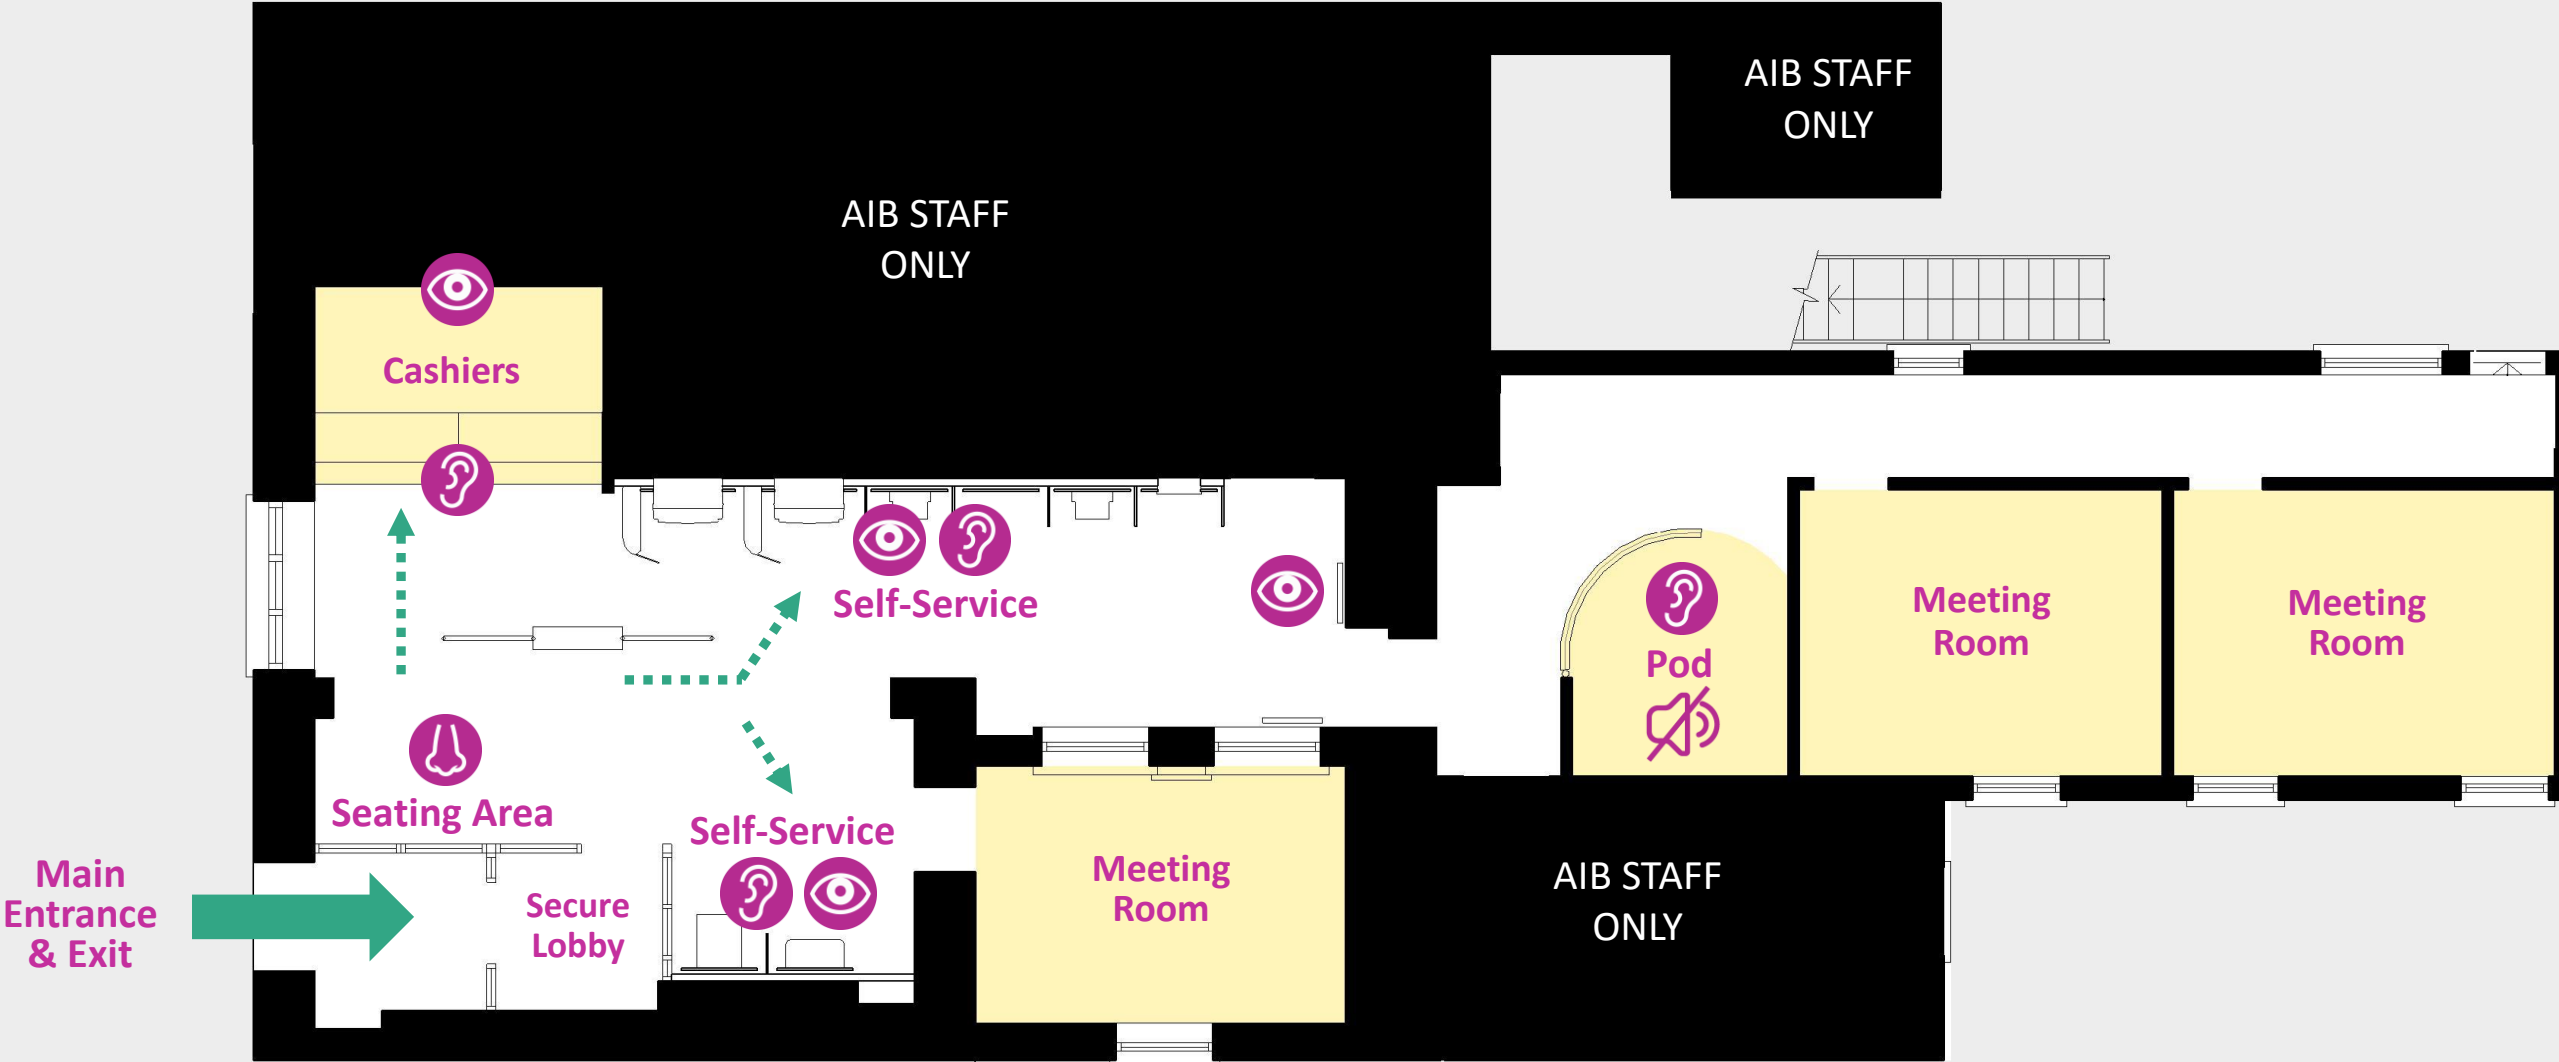 AIB STAFF
ONLY
AIB STAFF
ONLY
Cashiers
Self-Service
Pod
Meeting
Room
Meeting
Room
Seating Area
Self-Service
Main
Entrance
& Exit
Secure
Lobby
Meeting
Room
AIB STAFF
ONLY